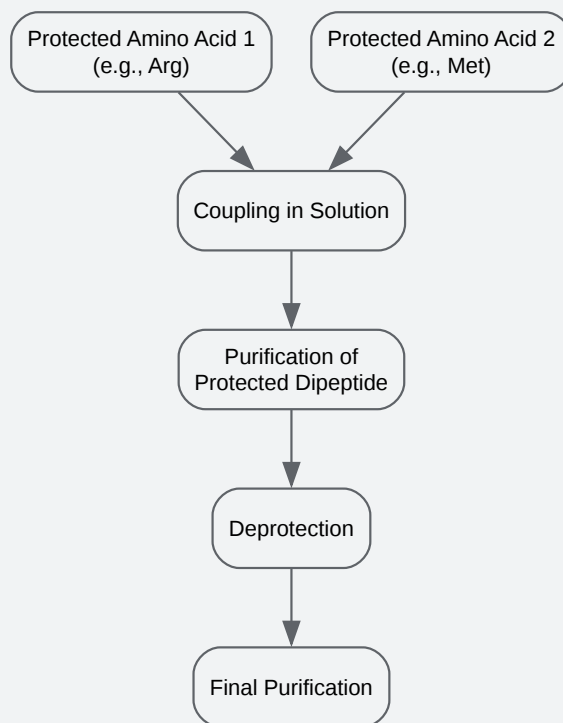 Protected Amino Acid 1
(e.g., Arg)
Protected Amino Acid 2
(e.g., Met)
Coupling in Solution
Purification of
Protected Dipeptide
Deprotection
Final Purification